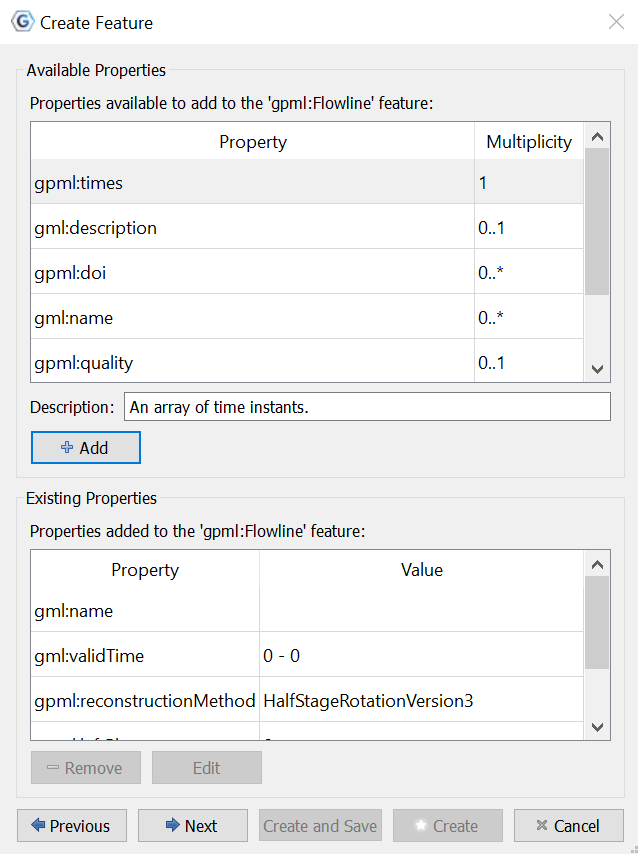 Create Feature
Available Properties
Properties available to add to the 'gpml:Flowline' feature:
Property Multiplicity
gpml:times 1
gml:description 0..1
gpml:doi 0..*
gml:name 0..*
gpml:quality 0..1
Description: An array of time instants.
Add
Existing Properties
Properties added to the 'gpml:Flowline' feature:
Property Value
gml:name
gml:validTime 0 - 0
gpml:reconstructionMethod HalfStageRotationVersion3
Remove Edit
Previous Next Create and Save Create Cancel